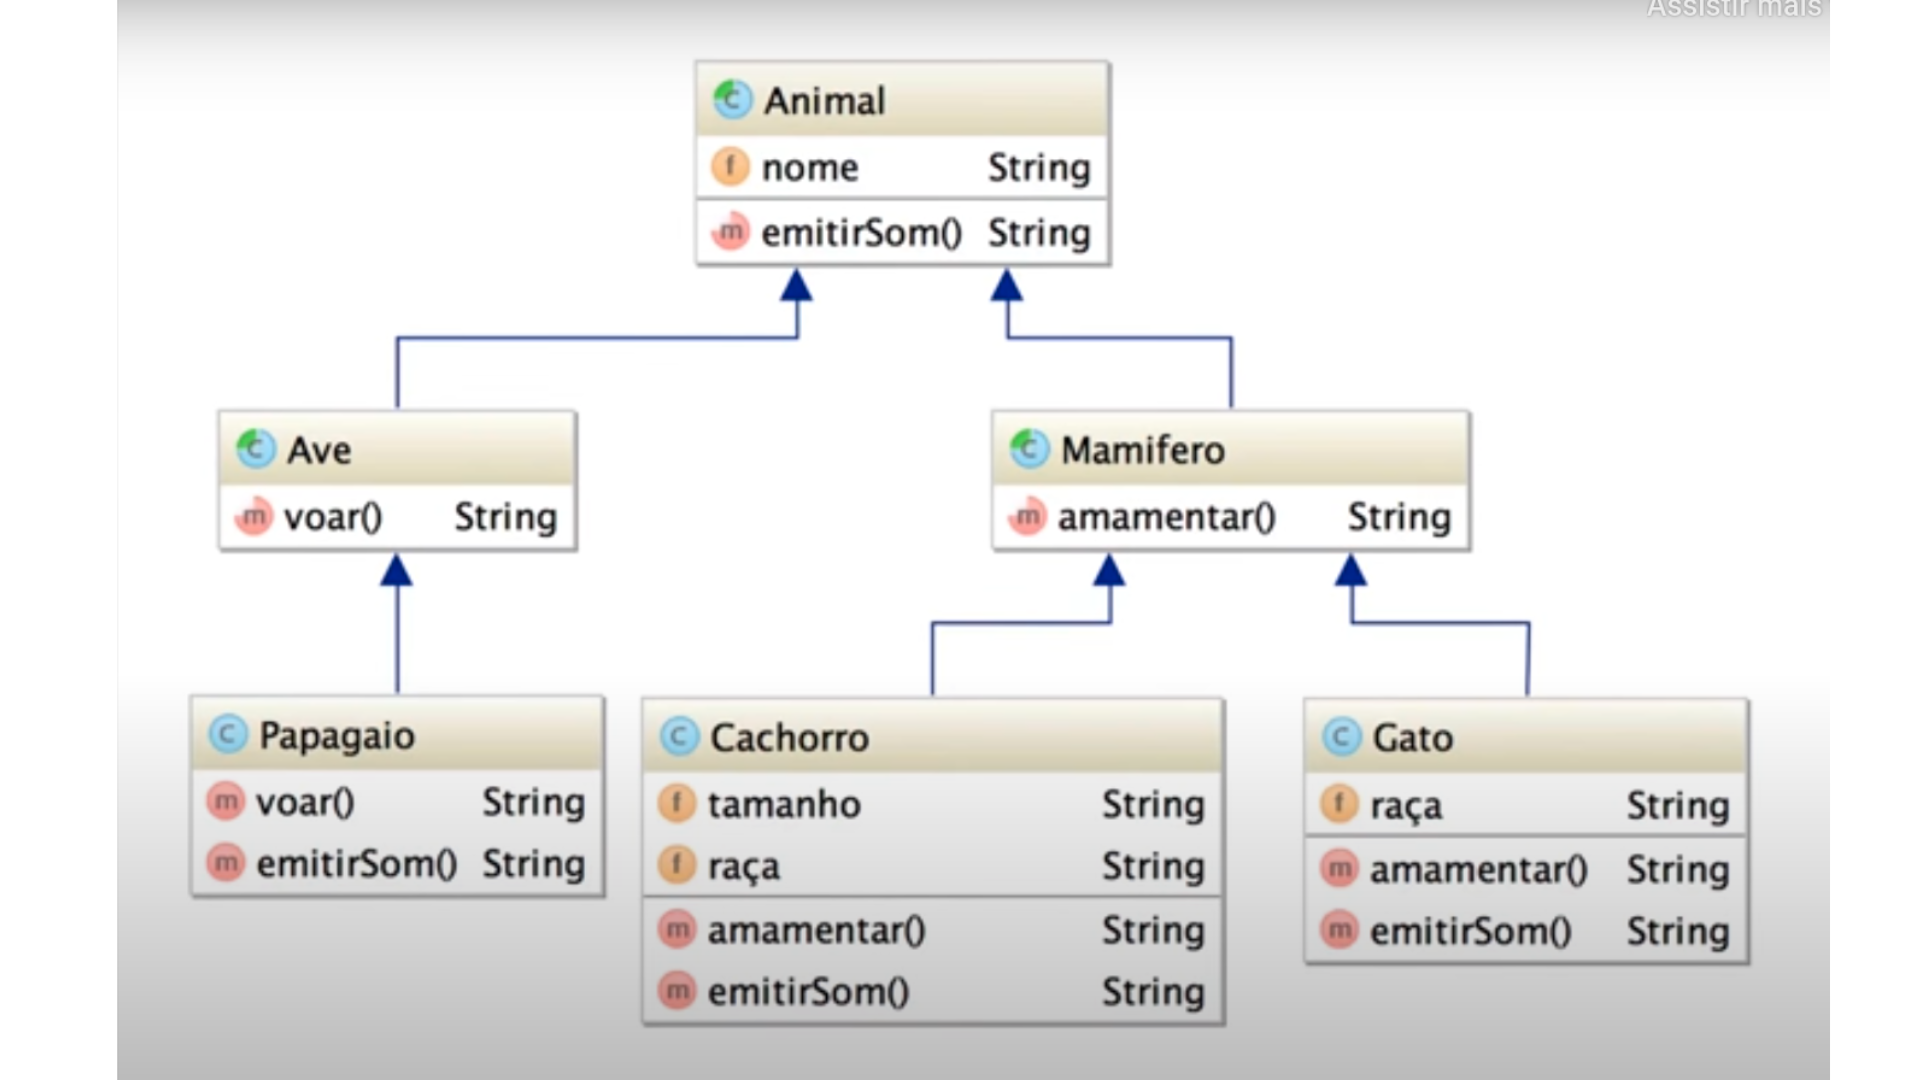 Assistir mais
C Animal
f nome String
m emitirSom() String
C Ave
m voar() String
C Mamifero
m amamentar() String
C Papagaio
m voar() String
m emitirSom() String
C Cachorro
f tamanho String
f raça String
m amamentar() String
m emitirSom() String
C Gato
f raça String
m amamentar() String
m emitirSom() String